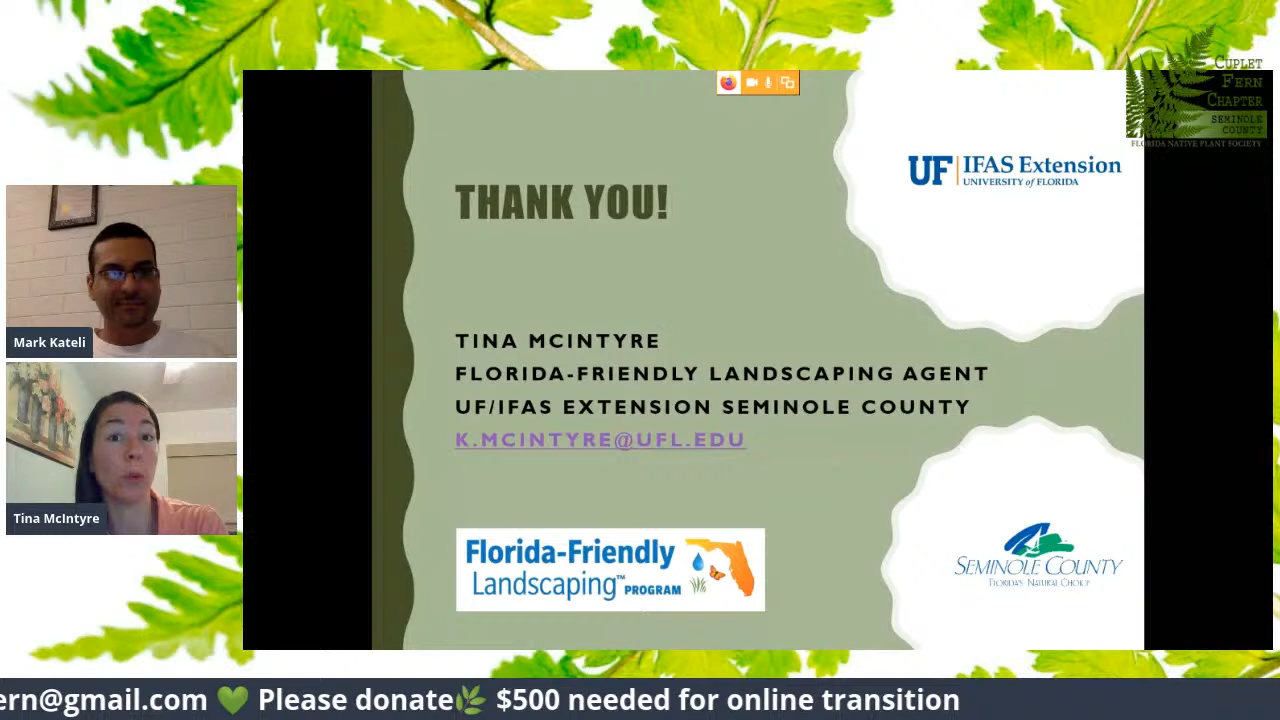 CUPLET
FERN
CHAPTER
SEMINOLE
COUNTY
FLORIDA NATIVE PLANT SOCIETY
UF IFAS Extension
UNIVERSITY of FLORIDA
THANK YOU!
TINA MCINTYRE
FLORIDA-FRIENDLY LANDSCAPING AGENT
UF/IFAS EXTENSION SEMINOLE COUNTY
K.MCINTYRE@UFL.EDU
Mark Kateli
Tina McIntyre
Florida-Friendly
Landscaping™ PROGRAM
SEMINOLE COUNTY
FLORIDA'S NATURAL CHOICE
ern@gmail.com 💚 Please donate🌿 $500 needed for online transition